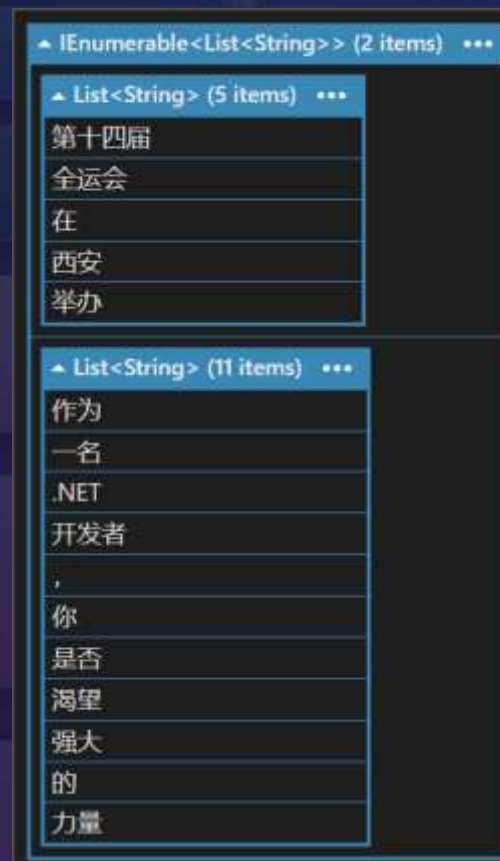 IEnumerable<List<String>> (2 items) •••
List<String> (5 items) •••
第十四届
全运会
在
西安
举办
List<String> (11 items) •••
作为
一名
.NET
开发者
，
你
是否
渴望
强大
的
力量